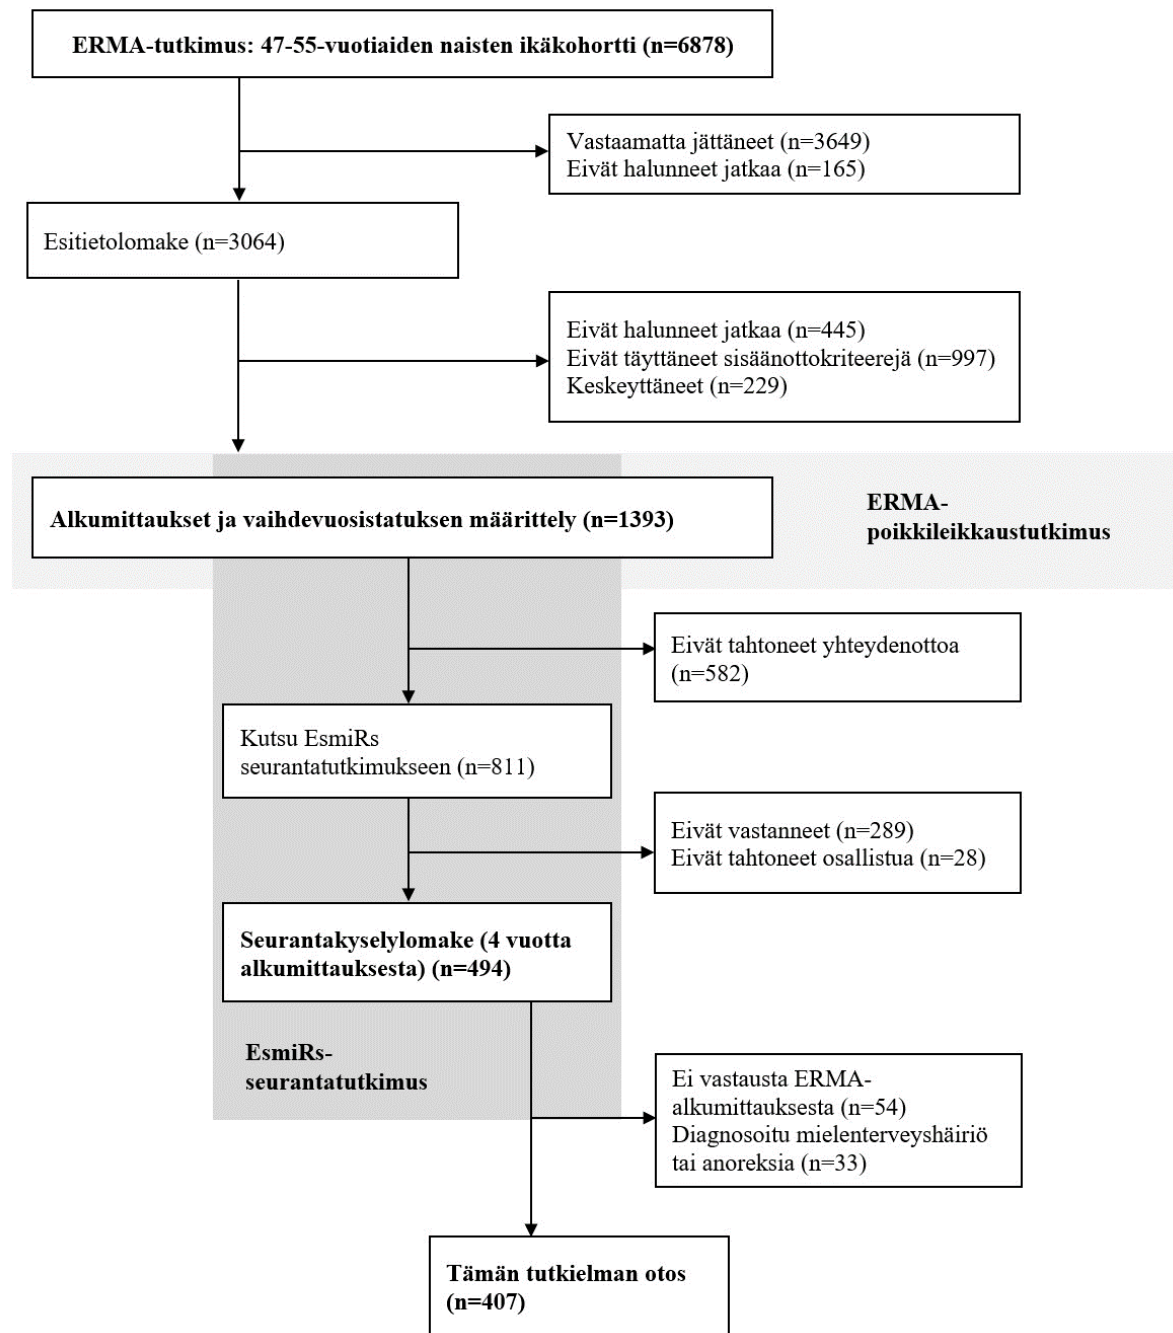 ERMA-tutkimus: 47-55-vuotiaiden naisten ikäkohortti (n=6878)
Vastaamatta jättäneet (n=3649)
Eivät halunneet jatkaa (n=165)
Esitietolomake (n=3064)
Eivät halunneet jatkaa (n=445)
Eivät täyttäneet sisäänottokriteerejä (n=997)
Keskeyttäneet (n=229)
Alkumittaukset ja vaihdevuosistatuksen määrittely (n=1393)
ERMA-
poikkileikkaustutkimus
Eivät tahtoneet yhteydenottoa
(n=582)
Kutsu EsmiRs
seurantatutkimukseen (n=811)
Eivät vastanneet (n=289)
Eivät tahtoneet osallistua (n=28)
Seurantakyselylomake (4 vuotta
alkumittauksesta) (n=494)
EsmiRs-
seurantatutkimus
Ei vastausta ERMA-
alkumittauksesta (n=54)
Diagnosoitu mielenterveyshäiriö
tai anoreksia (n=33)
Tämän tutkielman otos
(n=407)